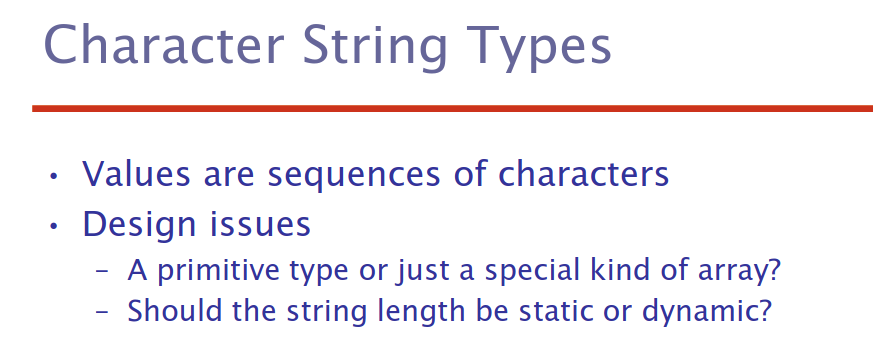 Character String Types
• Values are sequences of characters
• Design issues
– A primitive type or just a special kind of array?
– Should the string length be static or dynamic?